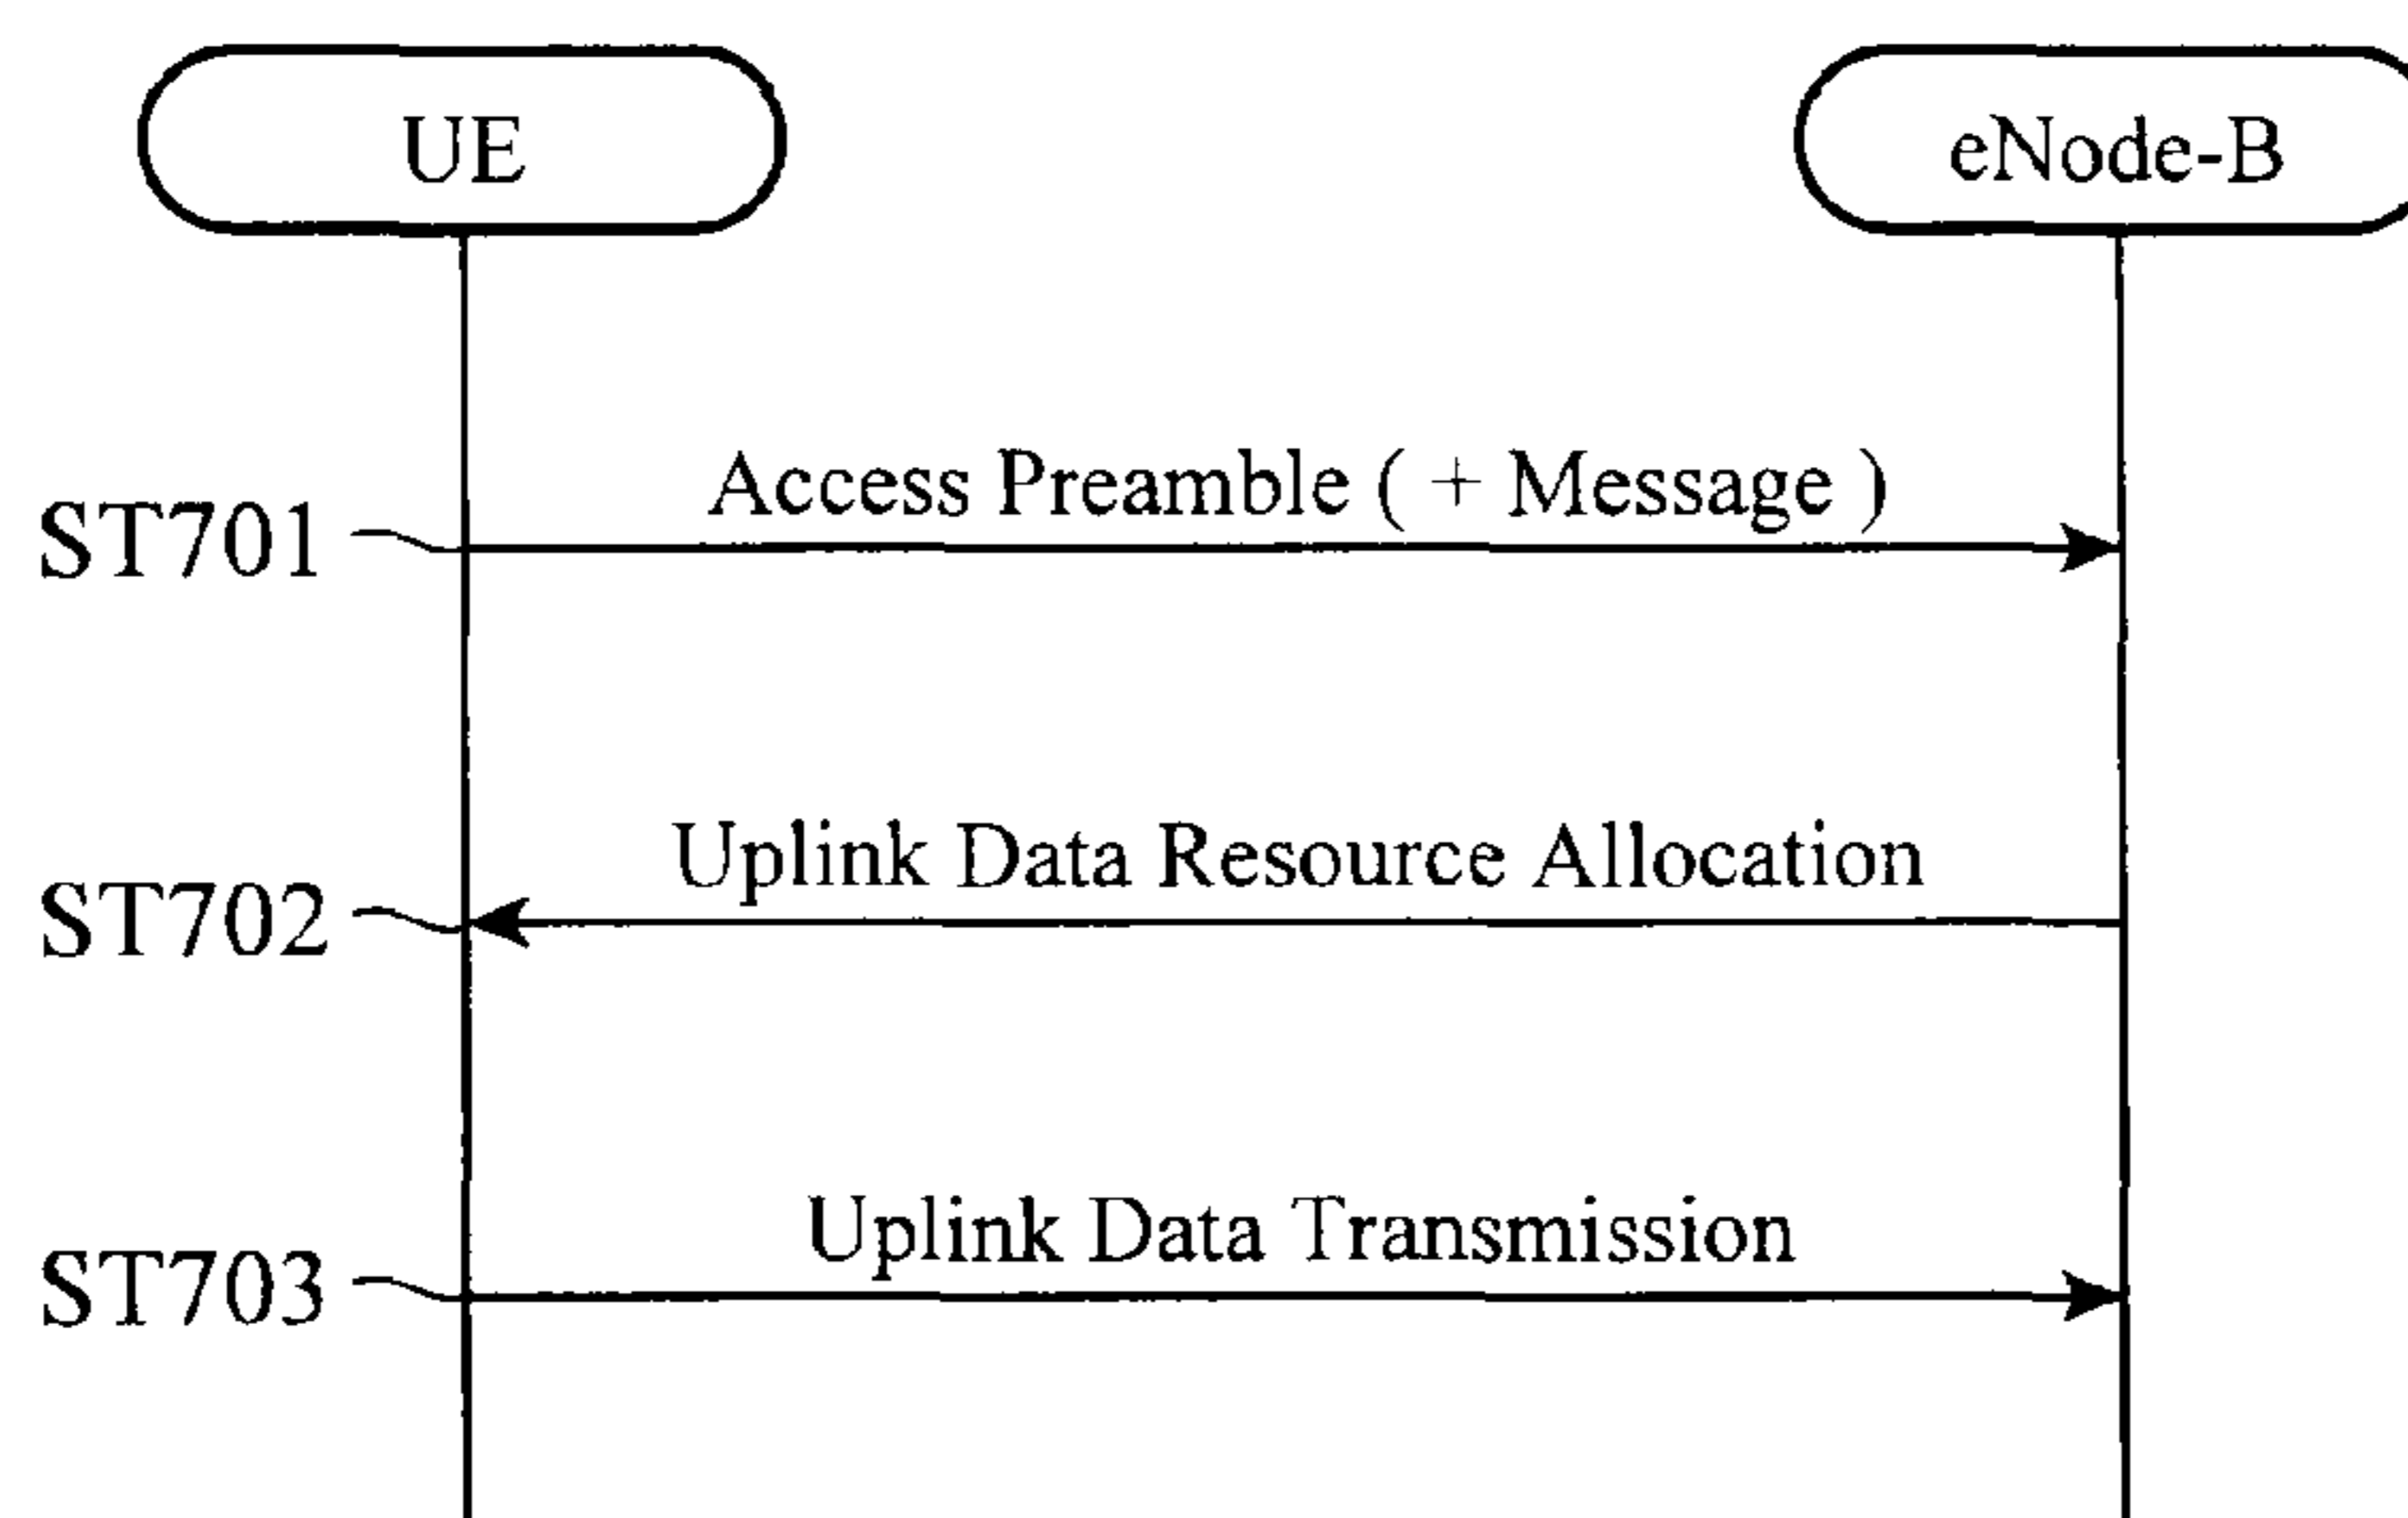 UE
eNode-B
Access Preamble ( + Message )
ST701
Uplink Data Resource Allocation
ST702
Uplink Data Transmission
ST703